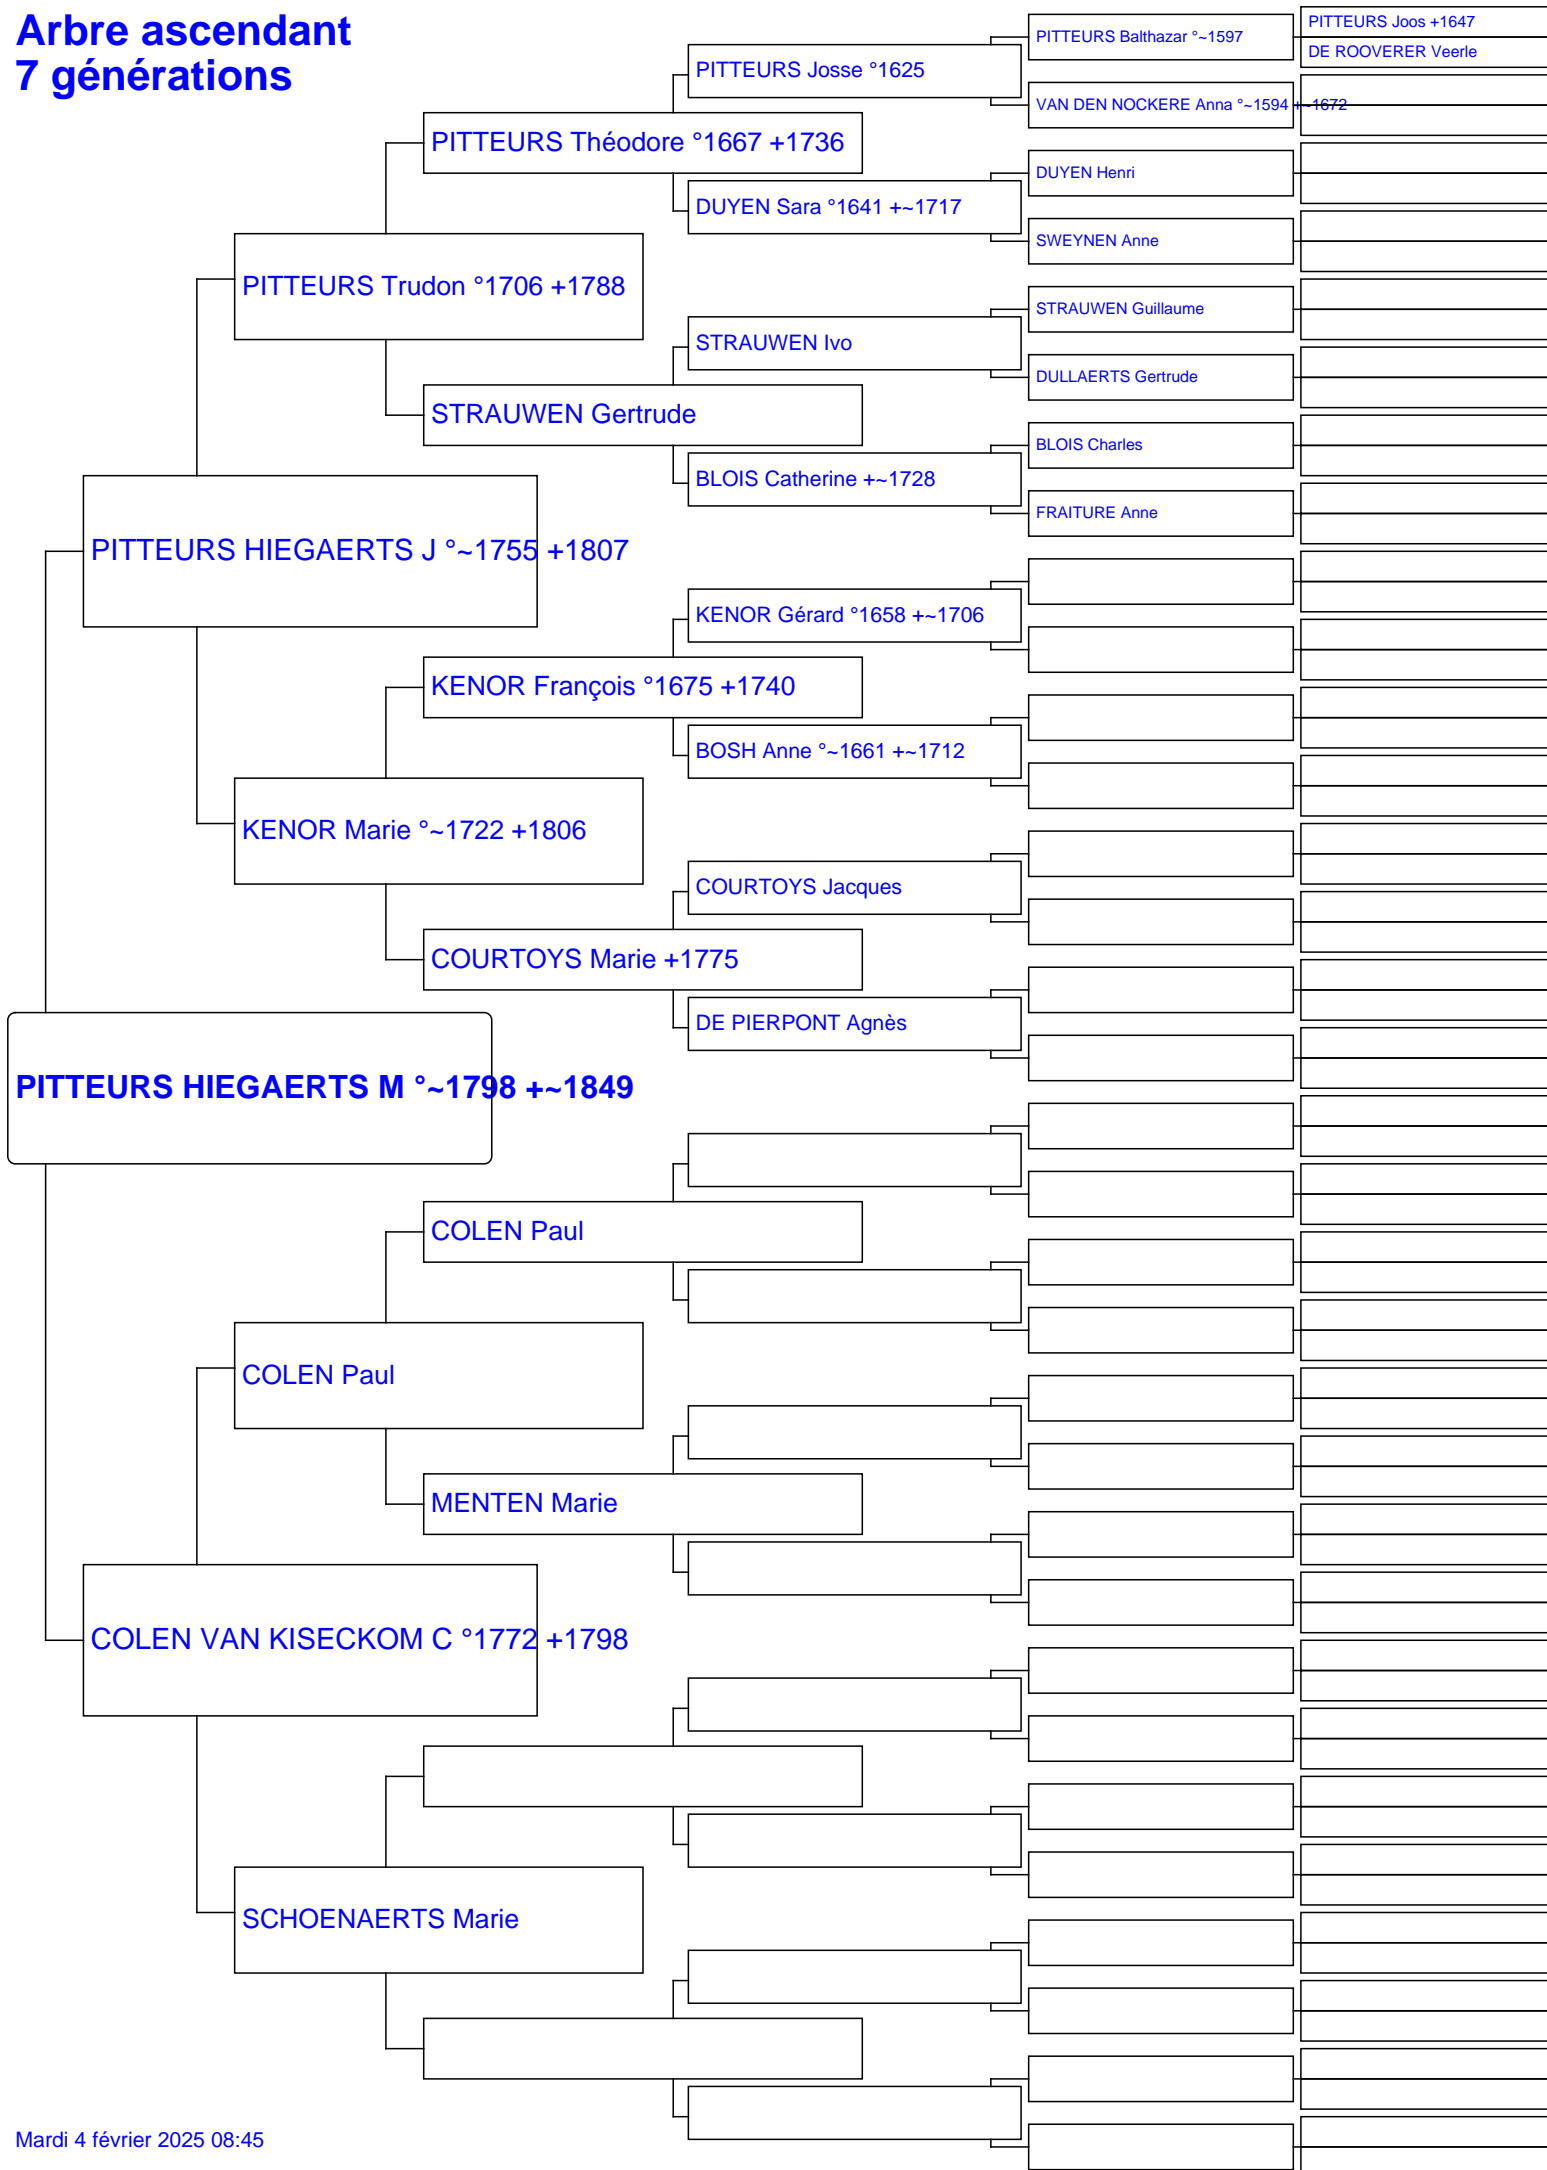 Arbre ascendant
7 générations
PITTEURS Joos +1647
PITTEURS Balthazar °~1597
DE ROOVERER Veerle
PITTEURS Josse °1625
VAN DEN NOCKERE Anna °~1594 +~1672
PITTEURS Théodore °1667 +1736
DUYEN Henri
DUYEN Sara °1641 +~1717
SWEYNEN Anne
PITTEURS Trudon °1706 +1788
STRAUWEN Guillaume
STRAUWEN Ivo
DULLAERTS Gertrude
STRAUWEN Gertrude
BLOIS Charles
BLOIS Catherine +~1728
FRAITURE Anne
PITTEURS HIEGAERTS J °~1755 +1807
KENOR Gérard °1658 +~1706
KENOR François °1675 +1740
BOSH Anne °~1661 +~1712
KENOR Marie °~1722 +1806
COURTOYS Jacques
COURTOYS Marie +1775
DE PIERPONT Agnès
PITTEURS HIEGAERTS M °~1798 +~1849
COLEN Paul
COLEN Paul
MENTEN Marie
COLEN VAN KISECKOM C °1772 +1798
SCHOENAERTS Marie
Mardi 4 février 2025 08:45